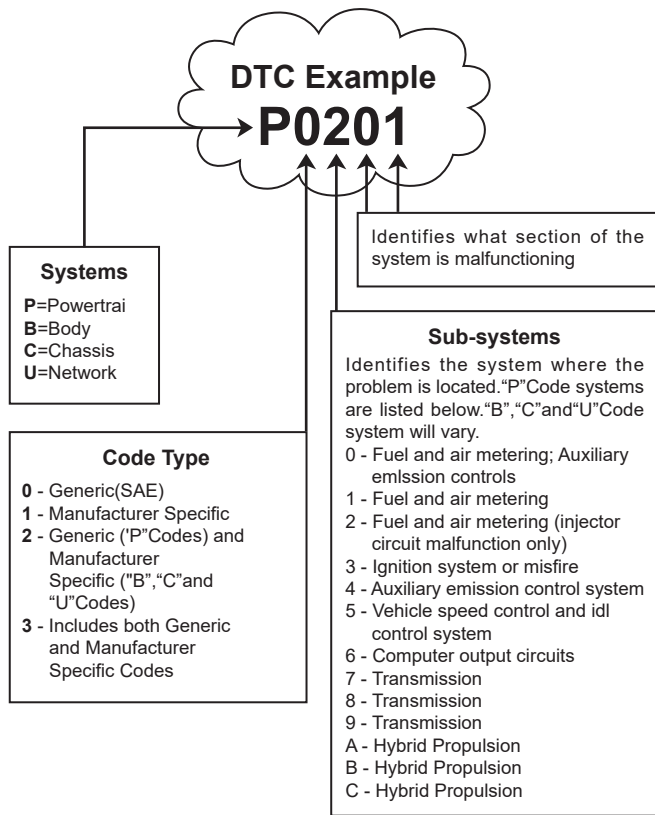 DTC Example
P0201
Identifies what section of the
system is malfunctioning
Systems
P=Powertrai
B=Body
C=Chassis
U=Network
Sub-systems
Identifies the system where the
problem is located.“P”Code systems
are listed below.“B”,“C”and“U”Code
system will vary.
0 - Fuel and air metering; Auxiliary
emlssion controls
1 - Fuel and air metering
2 - Fuel and air metering (injector
circuit malfunction only)
3 - Ignition system or misfire
4 - Auxiliary emission control system
5 - Vehicle speed control and idl
control system
6 - Computer output circuits
7 - Transmission
8 - Transmission
9 - Transmission
A - Hybrid Propulsion
B - Hybrid Propulsion
C - Hybrid Propulsion
Code Type
0 - Generic(SAE)
1 - Manufacturer Specific
2 - Generic ('P”Codes) and
Manufacturer
Specific ("B”,“C”and
“U”Codes)
3 - Includes both Generic
and Manufacturer
Specific Codes